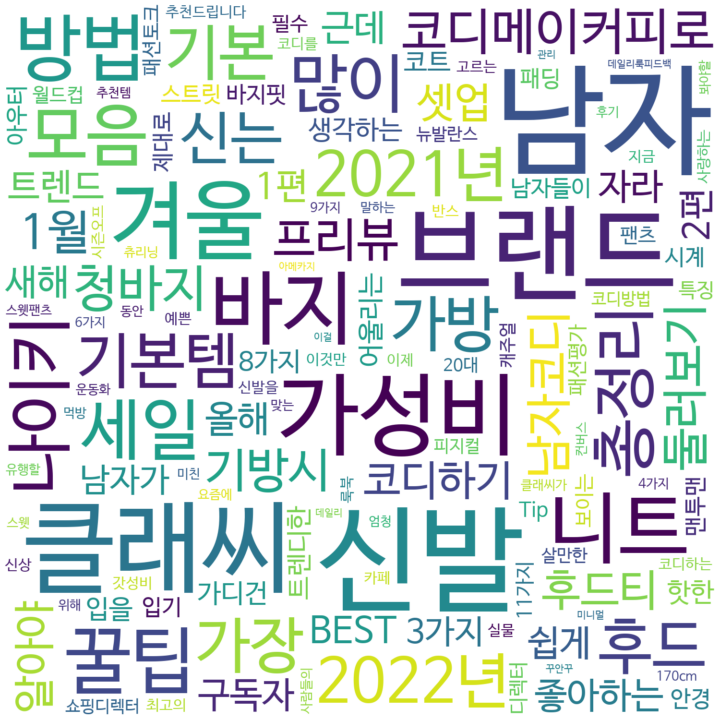 추천드립니다
필수
코디를
근데
코디메이커피로
관리
방법
패션토크
기본
많이
코트
고르는
데일리룩피드백
봐야할
아우터
월드컵
추천템
스트릿
바지핏
패딩
남자
모음
제대로
신는
생각하는
셋업
뉴발란스
후기
사랑하는
트렌드
시즌오프
겨울
1편
2021년
남자들이
지금
자라
2편
1월
츄리닝
9가지
말하는
반스
프리뷰
브랜드
팬츠
시계
새해
청바지
아메카지
바지
어울리는
가방
코디방법
특징
스웻팬츠
6가지
동안
예쁜
이걸
캐주얼
총정리
둘러보기
나이키
기본템
8가지
이것만
이제
20대
남자코디
패션평가
운동화
신발을
맞는
가성비
먹방
세일
올해
피지컬
컨버스
유행할
남자가
미친
기방시
룩북
코디하기
클래씨가
4가지
맨투맨
요즘에
보이는
스웻
클래씨
트렌디한
데일리
신발
엄청
Tip
니트
신상
갓성비
가디건
카페
살만한
코디하는
11가지
알아야
위해
입을
입기
BEST
3가지
실물
후드티
핫한
꿀팁
가장
미니멀
쉽게
후드
쇼핑디렉터
최고의
구독자
사람들의
2022년
디렉터
꾸안꾸
좋아하는
170cm
안경